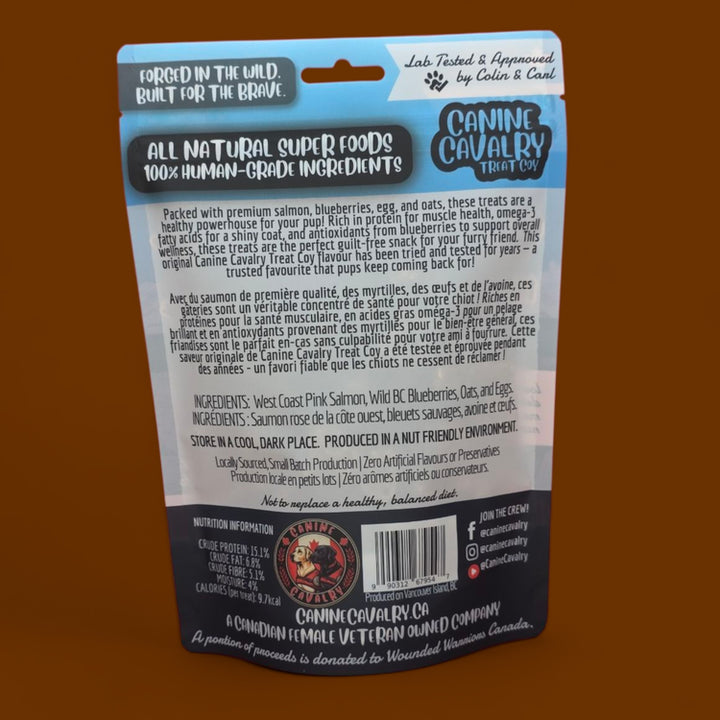 FORGED IN THE WILD.
BUILT FOR THE BRAVE.
Lab Tested & Approved
by Colin & Carl
CANINE
CAVALRY
TREAT COY
ALL NATURAL SUPER FOODS
100% HUMAN-GRADE INGREDIENTS
Packed with premium salmon, blueberries, egg, and oats, these treats are a
healthy powerhouse for your pup! Rich in protein for muscle health, omega-3
fatty acids for a shiny coat, and antioxidants from blueberries to support overall
wellness, these treats are the perfect guilt-free snack for your furry friend. This
original Canine Cavalry Treat Coy flavour has been tried and tested for years – a
trusted favourite that pups keep coming back for!
Avec du saumon de première qualité, des myrtilles, des œufs et de l'avoine, ces
gâteries sont un véritable concentré de santé pour votre chiot ! Riches en
protéines pour la santé musculaire, en acides gras oméga-3 pour un pelage
brillant et en antioxydants provenant des myrtilles pour le bien-être général, ces
friandises sont le parfait en-cas sans culpabilité pour votre ami à fourrure. Cette
saveur originale de Canine Cavalry Treat Coy a été testée et éprouvée pendant
des années - un favori fiable que les chiots ne cessent de réclamer !
INGREDIENTS: West Coast Pink Salmon, Wild BC Blueberries, Oats, and Eggs.
INGRÉDIENTS : Saumon rose de la côte ouest, bleuets sauvages, avoine et œufs.
STORE IN A COOL, DARK PLACE. PRODUCED IN A NUT FRIENDLY ENVIRONMENT.
Locally Sourced, Small Batch Production | Zero Artificial Flavours or Preservatives
Production locale en petits lots | Zéro arômes artificiels ou conservateurs.
Not to replace a healthy, balanced diet.
NUTRITION INFORMATION
CRUDE PROTEIN: 15.1%
CRUDE FAT: 6.8%
CRUDE FIBRE: 5.1%
MOISTURE: 4%
CALORIES (per treat): 9.7kcal
CANINE
CAVALRY
9 90312 67954 7
Produced on Vancouver Island, BC
JOIN THE CREW!
@caninecavalry
@caninecavalry
@CanineCavalry
CANINECAVALRY.CA
A CANADIAN FEMALE VETERAN OWNED COMPANY
A portion of proceeds is donated to Wounded Warriors Canada.